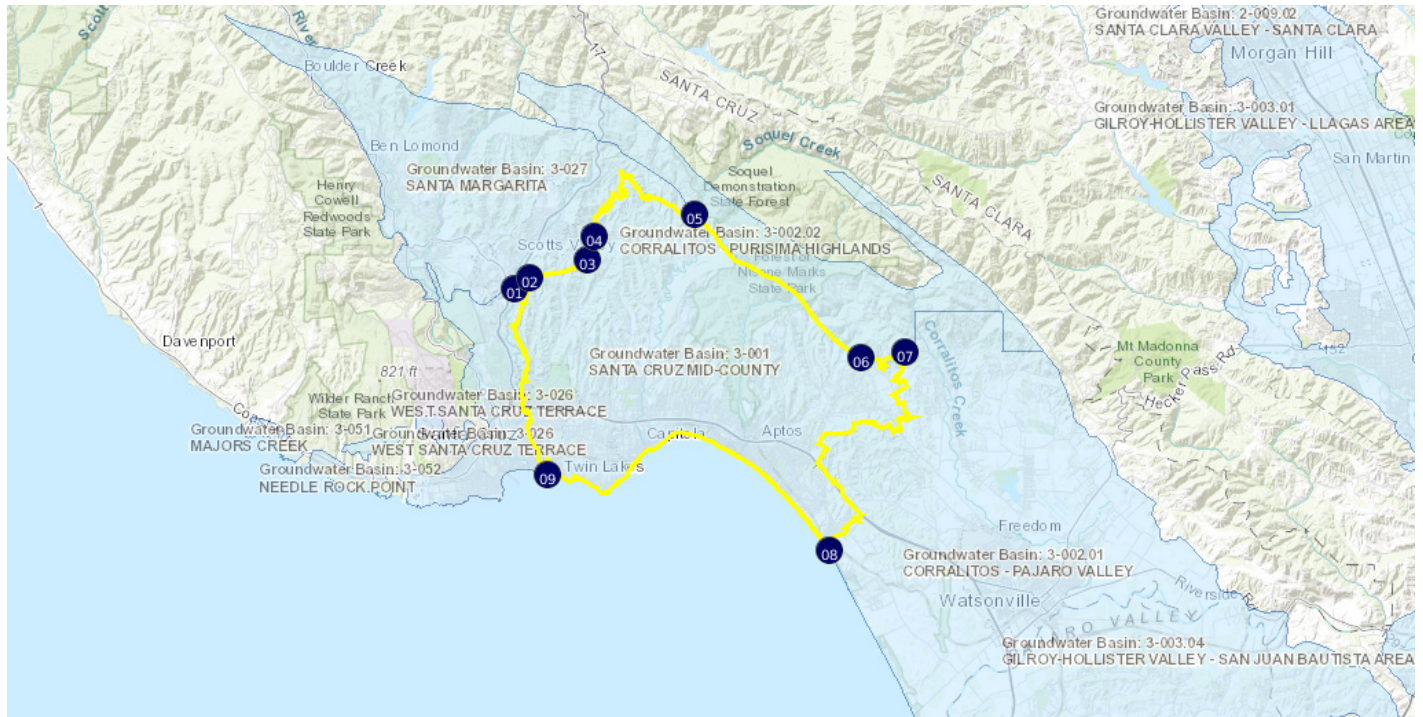 Groundwater Basin: 2-009.02
SANTA CLARA VALLEY - SANTA CLARA
Morgan Hill
Boulder Creek
17
SANTA CRUZ
Groundwater Basin: 3-003.01
GILROY-HOLLISTER VALLEY - LLAGAS AREA
San Martin
Ben Lomond
Soquel Creek
Groundwater Basin: 3-027
SANTA MARGARITA
Henry
Cowell
Redwoods
State Park
Soquel
Demonstration
State Forest
SANTA CLARA
05
04
Groundwater Basin: 3-002.02
CORRALITOS - PURISIMA HIGHLANDS
Scotts Valley
03
Forest of
Nisene Marks
State Park
02
01
Corralitos Creek
Davenport
Groundwater Basin: 3-001
SANTA CRUZ MID-COUNTY
06
07
Mt Madonna
County
Park
152
Hecker Pass Rd
821 ft
Wilder Ranch
State Park
Groundwater Basin: 3-026
WEST SANTA CRUZ TERRACE
Groundwater Basin: 3-051
MAJORS CREEK
Groundwater Basin: 3-026
WEST SANTA CRUZ TERRACE
Capitola
Aptos
Groundwater Basin: 3-052
NEEDLE ROCK POINT
09
Twin Lakes
Freedom
08
Groundwater Basin: 3-002.01
CORRALITOS - PAJARO VALLEY
Watsonville
Riverside
Groundwater Basin: 3-003.04
GILROY-HOLLISTER VALLEY - SAN JUAN BAUTISTA AREA